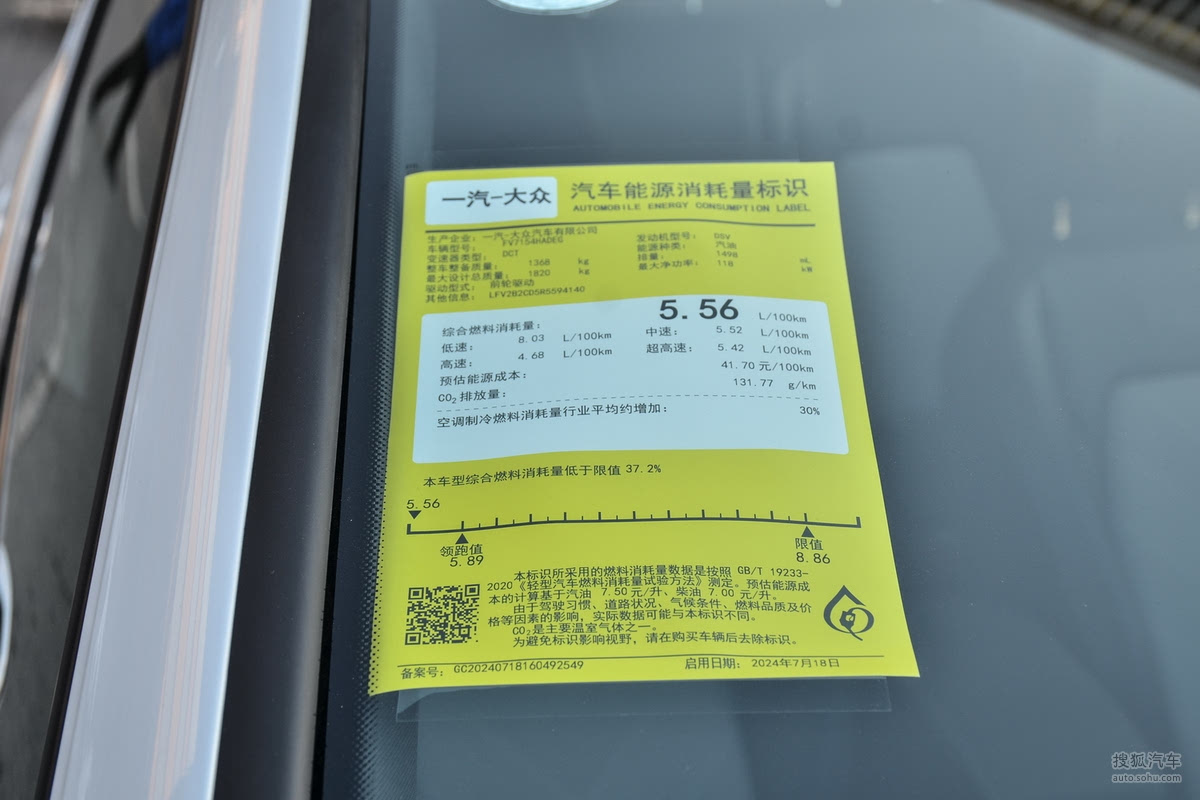 一汽-大众
汽车能源消耗量标识
AUTOMOBILE ENERGY CONSUMPTION LABEL
生产企业: 一汽-大众汽车有限公司
车辆型号: FV7154HADEG
变速器类型: DCT
整车整备质量: 1368 kg
最大设计总质量: 1820 kg
驱动型式: 前轮驱动
其他信息: LFV2B2CD5R5594140
发动机型号: DSV
能源种类: 汽油
排量: 1498 mL
最大净功率: 118 kW
综合燃料消耗量: 5.56 L/100km
低速: 8.03 L/100km 中速: 5.52 L/100km
高速: 4.68 L/100km 超高速: 5.42 L/100km
预估能源成本: 41.70 元/100km
CO₂排放量: 131.77 g/km
空调制冷燃料消耗量行业平均约增加: 30%
本车型综合燃料消耗量低于限值 37.2%
5.56
领跑值
5.89
限值
8.86
本标识所采用的燃料消耗量数据是按照 GB/T 19233-
2020《轻型汽车燃料消耗量试验方法》测定。预估能源成
本的计算基于汽油 7.50 元/升、柴油 7.00 元/升。
由于驾驶习惯、道路状况、气候条件、燃料品质及价
格等因素的影响，实际数据可能与本标识不同。
CO₂是主要温室气体之一。
为避免标识影响视野，请在购买车辆后去除标识。
备案号: GC20240718160492549 启用日期: 2024年7月18日
搜狐汽车
auto.sohu.com